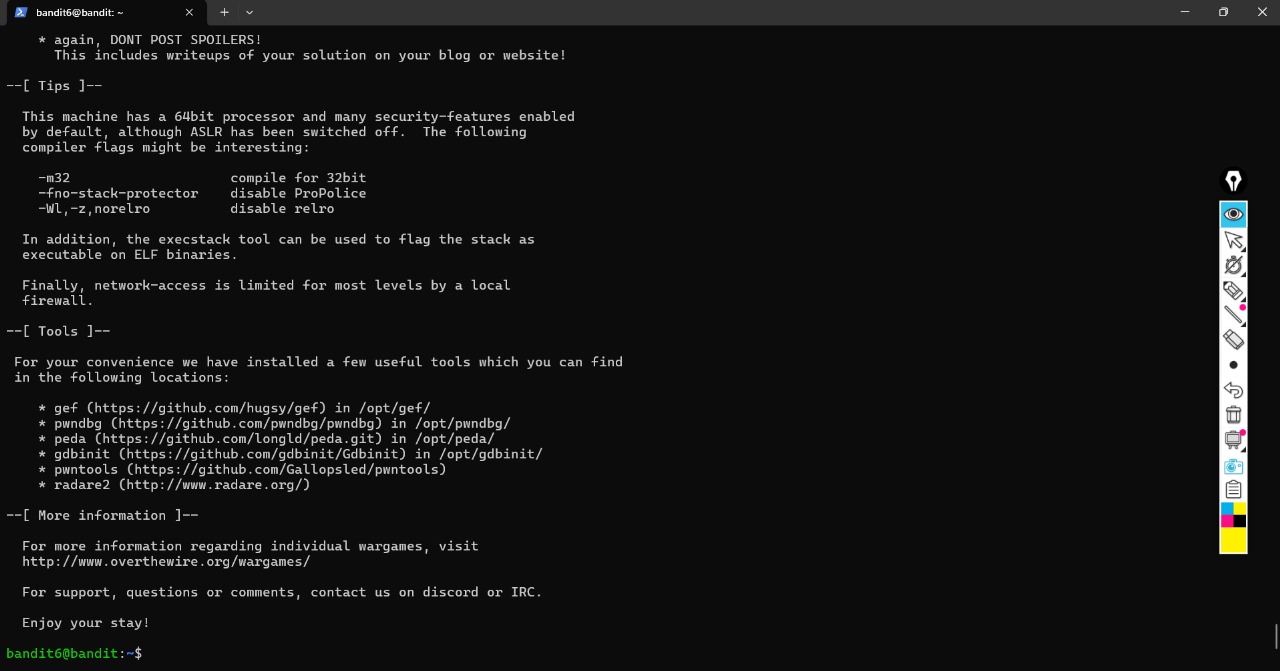 bandit6@bandit: ~
* again, DONT POST SPOILERS!
This includes writeups of your solution on your blog or website!
--[ Tips ]--
This machine has a 64bit processor and many security-features enabled
by default, although ASLR has been switched off.  The following
compiler flags might be interesting:
-m32                    compile for 32bit
-fno-stack-protector    disable ProPolice
-Wl,-z,norelro          disable relro
In addition, the execstack tool can be used to flag the stack as
executable on ELF binaries.
Finally, network-access is limited for most levels by a local
firewall.
--[ Tools ]--
For your convenience we have installed a few useful tools which you can find
in the following locations:
* gef (https://github.com/hugsy/gef) in /opt/gef/
* pwndbg (https://github.com/pwndbg/pwndbg) in /opt/pwndbg/
* peda (https://github.com/longld/peda.git) in /opt/peda/
* gdbinit (https://github.com/gdbinit/Gdbinit) in /opt/gdbinit/
* pwntools (https://github.com/Gallopsled/pwntools)
* radare2 (http://www.radare.org/)
--[ More information ]--
For more information regarding individual wargames, visit
http://www.overthewire.org/wargames/
For support, questions or comments, contact us on discord or IRC.
Enjoy your stay!
bandit6@bandit:~$